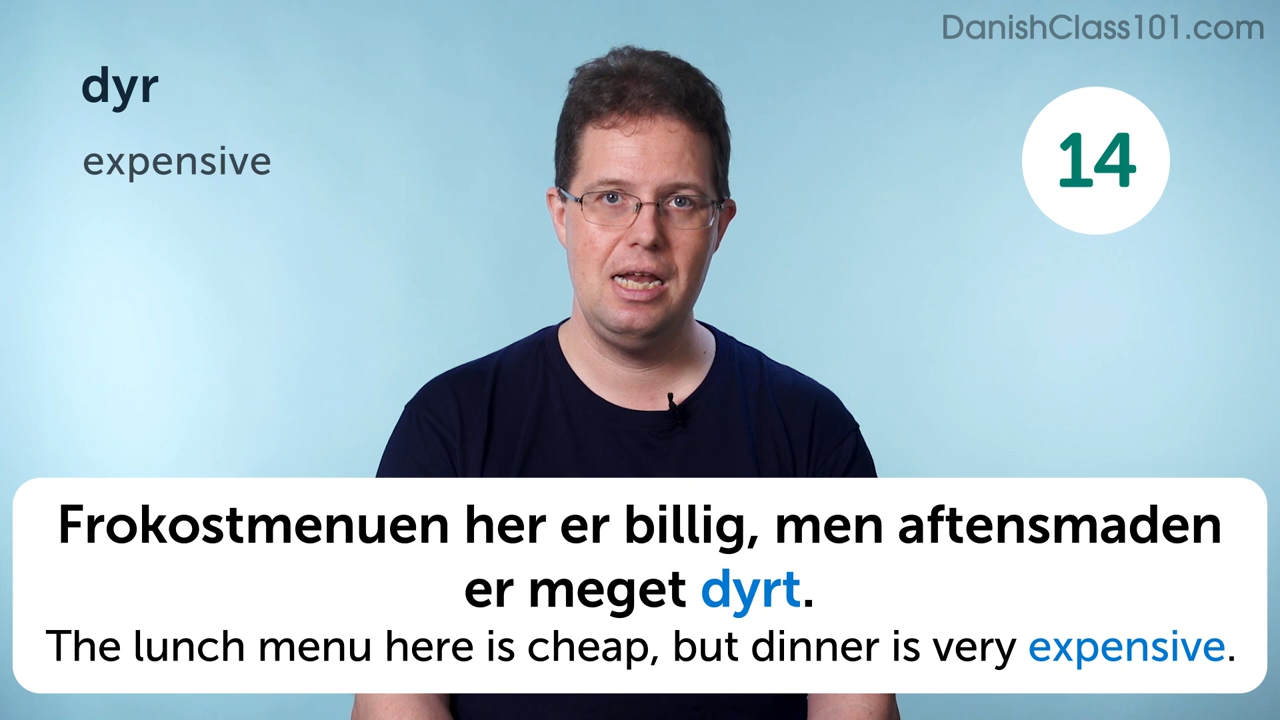 DanishClass101.com
dyr
expensive
14
Frokostmenuen her er billig, men aftensmaden
er meget dyrt.
The lunch menu here is cheap, but dinner is very expensive.